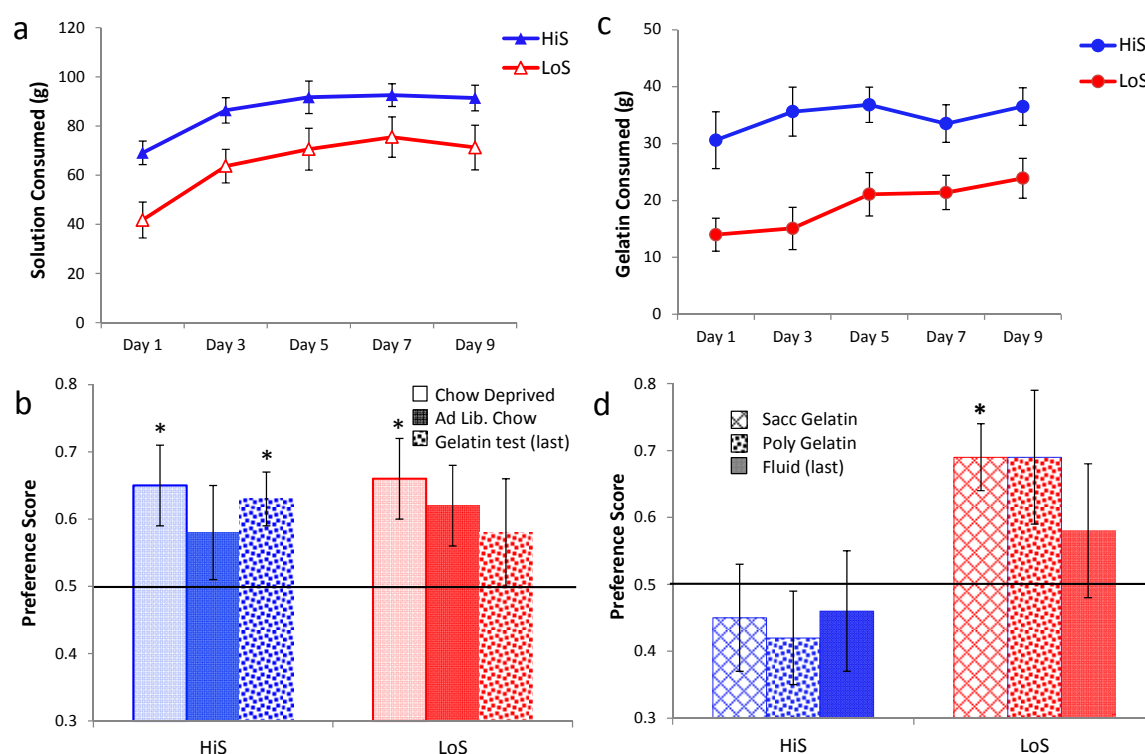 a
Solution Consumed (g)
120
100
80
60
40
20
0
Day 1 Day 3 Day 5 Day 7 Day 9
HiS
LoS
c
Gelatin Consumed (g)
50
40
30
20
10
0
Day 1 Day 3 Day 5 Day 7 Day 9
HiS
LoS
b
Preference Score
0.8
0.7
0.6
0.5
0.4
0.3
Chow Deprived
Ad Lib. Chow
Gelatin test (last)
* * *
HiS LoS
d
Preference Score
0.8
0.7
0.6
0.5
0.4
0.3
Sacc Gelatin
Poly Gelatin
Fluid (last)
*
HiS LoS